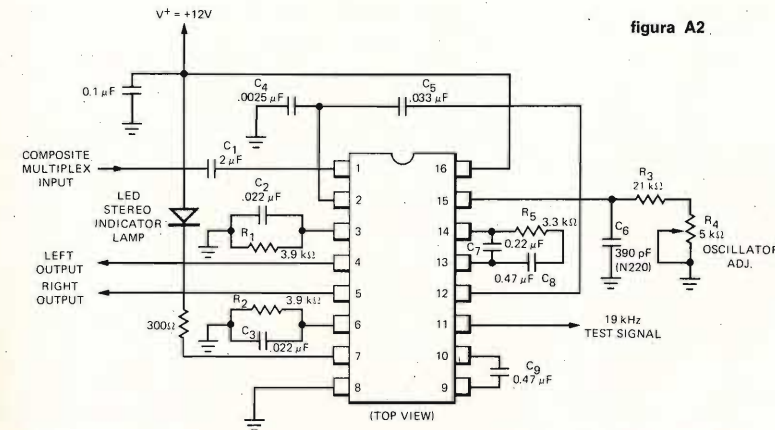 V+ = +12V
figura A2
0.1 µF
C4
.0025 µF
C5
.033 µF
COMPOSITE
MULTIPLEX
INPUT
C1
2 µF
LED
STEREO
INDICATOR
LAMP
C2
.022 µF
R1
3.9 kΩ
LEFT
OUTPUT
RIGHT
OUTPUT
R2
3.9 kΩ
C3
.022 µF
300Ω
1
2
3
4
5
6
7
8
16
15
14
13
12
11
10
9
(TOP VIEW)
R3
21 kΩ
R4
5 kΩ
OSCILLATOR
ADJ.
C6
390 pF
(N220)
R5
3.3 kΩ
C7
0.22 µF
0.47 µF
C8
19 kHz
TEST SIGNAL
C9
0.47 µF